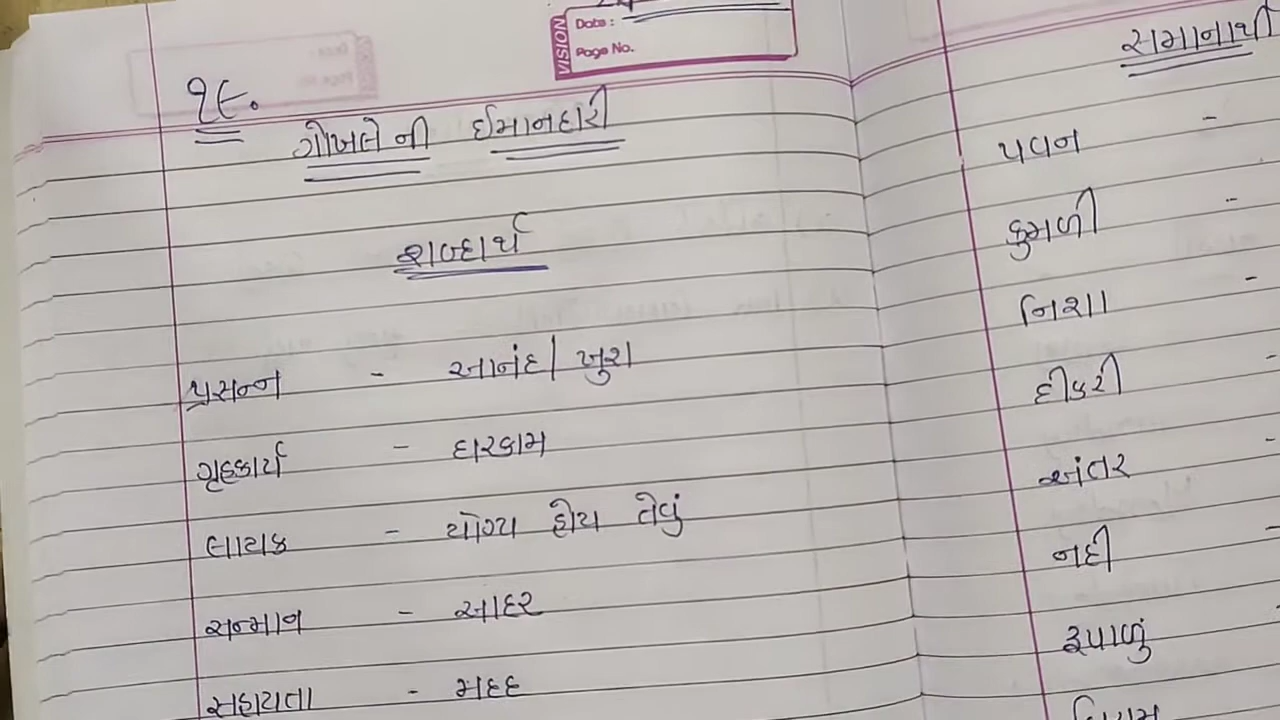 VISION
Date :
Page No.
૧૯.
ગોખલે ની ઈમાનદારી
શબ્દાર્થ
પ્રસન્ન - આનંદ / ખુશ
ગૃહકાર્ય - ઘરકામ
લાયક - યોગ્ય હોય તેવું
સન્માન - આદર
સહાયતા - મદદ
સમાનાર્થી
પવન -
કુમળી -
નિશા -
દીકરી -
અંતર -
નદી -
રૂપાળું